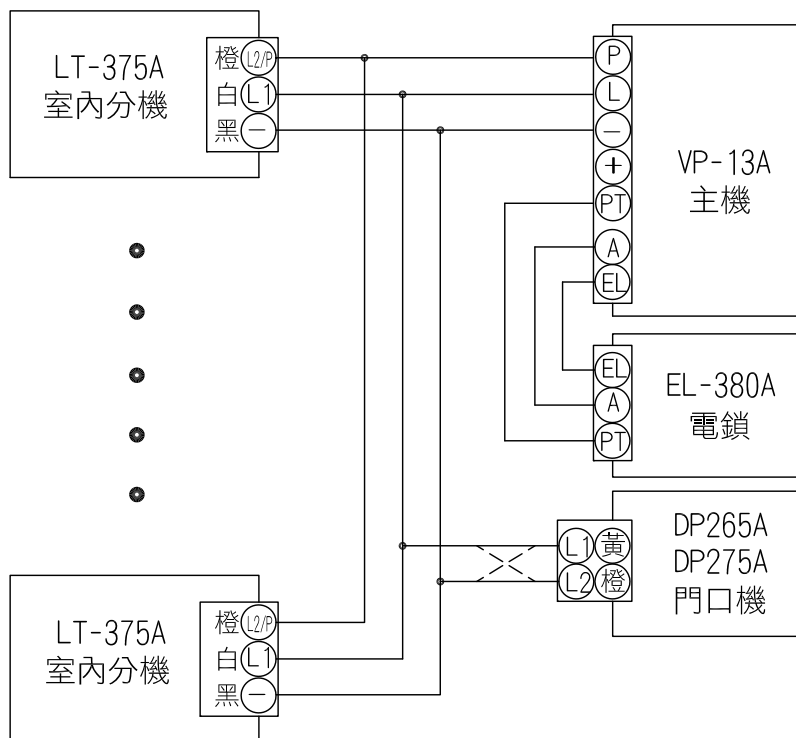 LT-375A
室內分機
橙 L2/P
白 L1
黑 −
P
L
−
+
PT
A
EL
VP-13A
主機
EL
A
PT
EL-380A
電鎖
L1 黃
L2 橙
DP265A
DP275A
門口機
LT-375A
室內分機
橙 L2/P
白 L1
黑 −